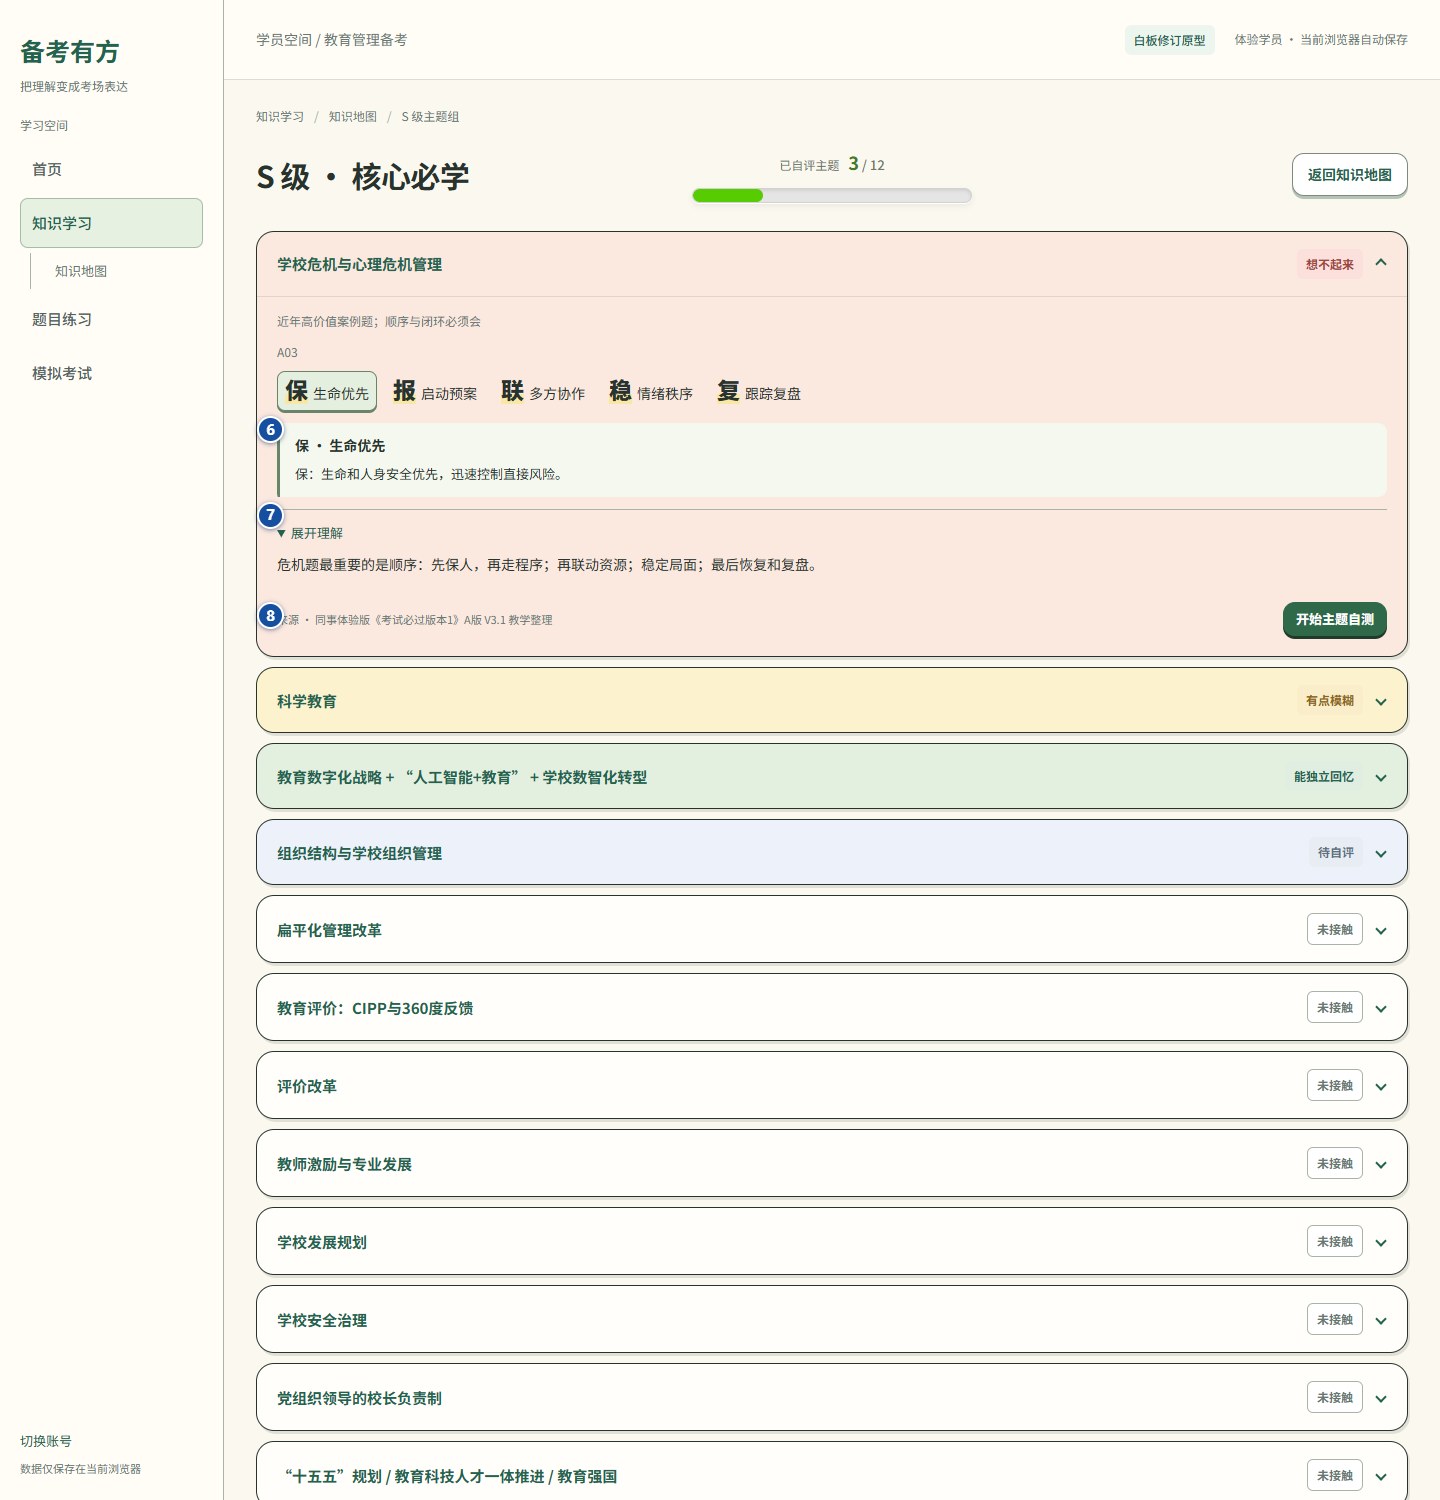 备考有方
把理解变成考场表达
学习空间
首页
知识学习
知识地图
题目练习
模拟考试
切换账号
数据仅保存在当前浏览器
学员空间 / 教育管理备考
白板修订原型
体验学员 · 当前浏览器自动保存
知识学习 / 知识地图 / S 级主题组
S 级 · 核心必学
已自评主题 3 / 12
返回知识地图
学校危机与心理危机管理
想不起来
近年高价值案例题；顺序与闭环必须会
A03
保 生命优先 报 启动预案 联 多方协作 稳 情绪秩序 复 跟踪复盘
6
保 · 生命优先
保：生命和人身安全优先，迅速控制直接风险。
7
▼ 展开理解
危机题最重要的是顺序：先保人，再走程序；再联动资源；稳定局面；最后恢复和复盘。
8
源 · 同事体验版《考试必过版本1》A版 V3.1 教学整理
开始主题自测
科学教育
有点模糊
教育数字化战略 + “人工智能+教育” + 学校数智化转型
能独立回忆
组织结构与学校组织管理
待自评
扁平化管理改革
未接触
教育评价：CIPP与360度反馈
未接触
评价改革
未接触
教师激励与专业发展
未接触
学校发展规划
未接触
学校安全治理
未接触
党组织领导的校长负责制
未接触
“十五五”规划 / 教育科技人才一体推进 / 教育强国
未接触